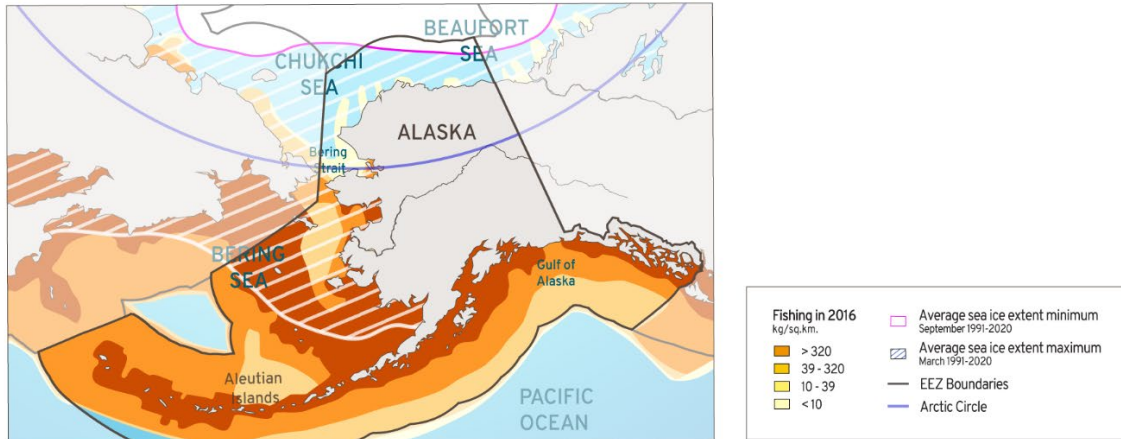 BEAUFORT
SEA
CHUKCHI
SEA
ALASKA
Bering
Strait
BERING
SEA
Gulf of
Alaska
Aleutian
Islands
PACIFIC
OCEAN
Fishing in 2016
kg/sq.km.
> 320
39 - 320
10 - 39
< 10
Average sea ice extent minimum
September 1991-2020
Average sea ice extent maximum
March 1991-2020
EEZ Boundaries
Arctic Circle